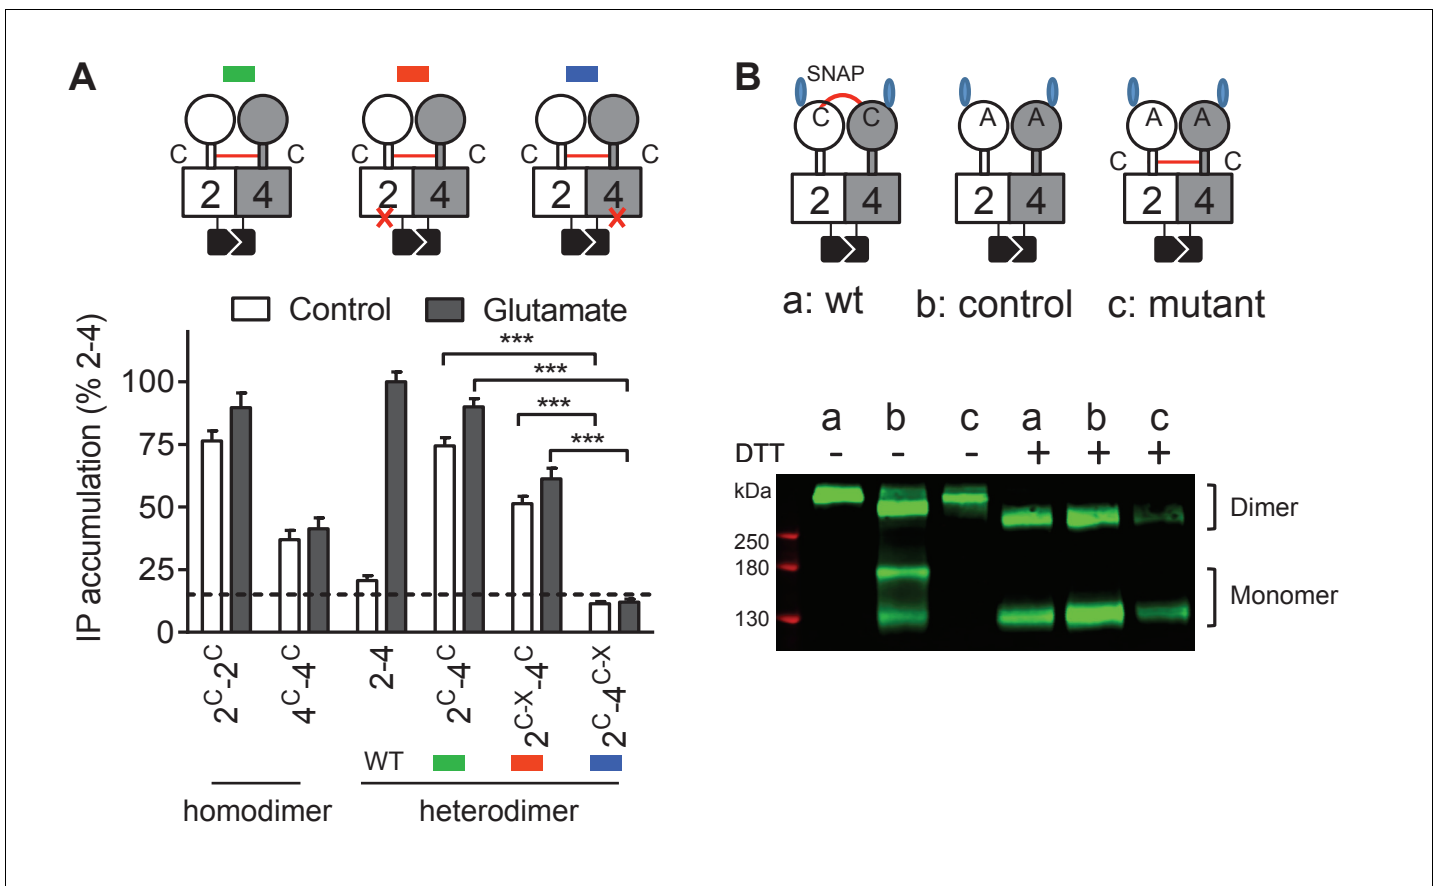 A
C C C C C C
2 4 2 4 2 4
Control Glutamate
IP accumulation (% 2-4)
100
75
50
25
0
***
***
***
***
2C-2C
4C-4C
2-4
2C-4C
2C-X-4C
2C-4C-X
WT
homodimer heterodimer
B
SNAP
C C A A A A
C C
2 4 2 4 2 4
a: wt b: control c: mutant
a b c a b c
DTT - - - + + +
kDa
250
180
130
Dimer
Monomer